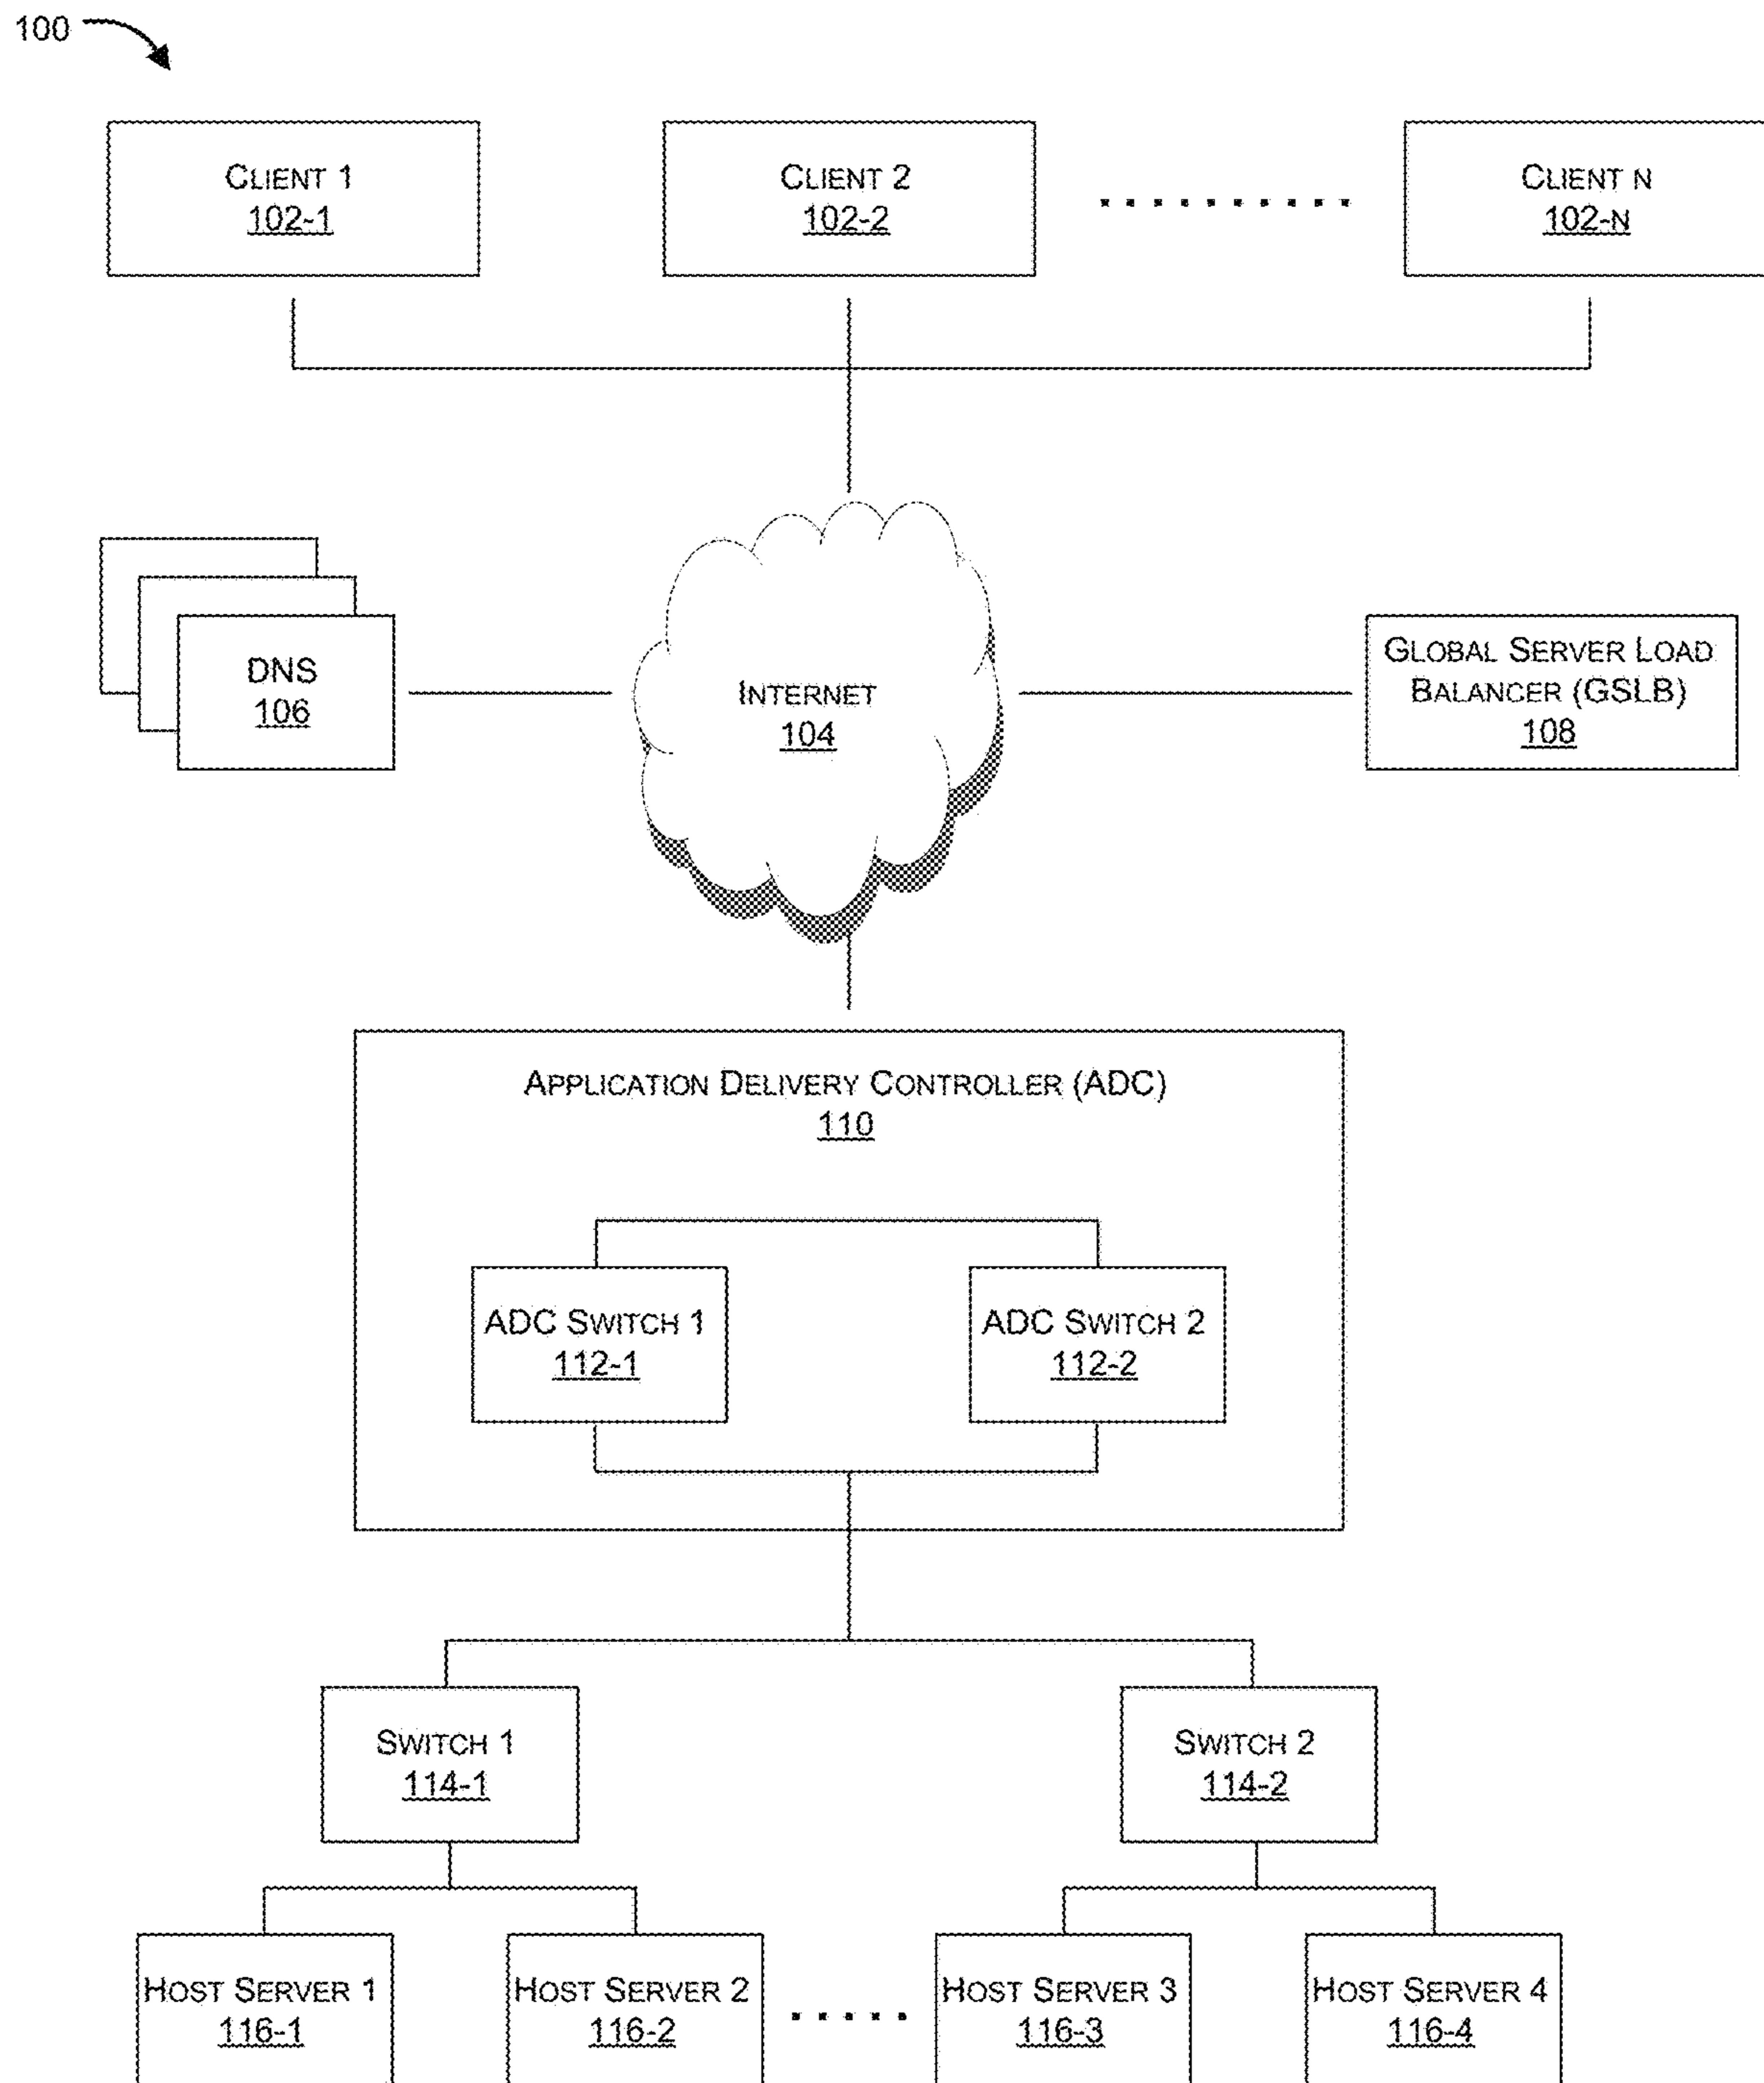 100
CLIENT 1
102-1
CLIENT 2
102-2
CLIENT N
102-N
DNS
106
INTERNET
104
GLOBAL SERVER LOAD
BALANCER (GSLB)
108
APPLICATION DELIVERY CONTROLLER (ADC)
110
ADC SWITCH 1
112-1
ADC SWITCH 2
112-2
SWITCH 1
114-1
SWITCH 2
114-2
HOST SERVER 1
116-1
HOST SERVER 2
116-2
HOST SERVER 3
116-3
HOST SERVER 4
116-4